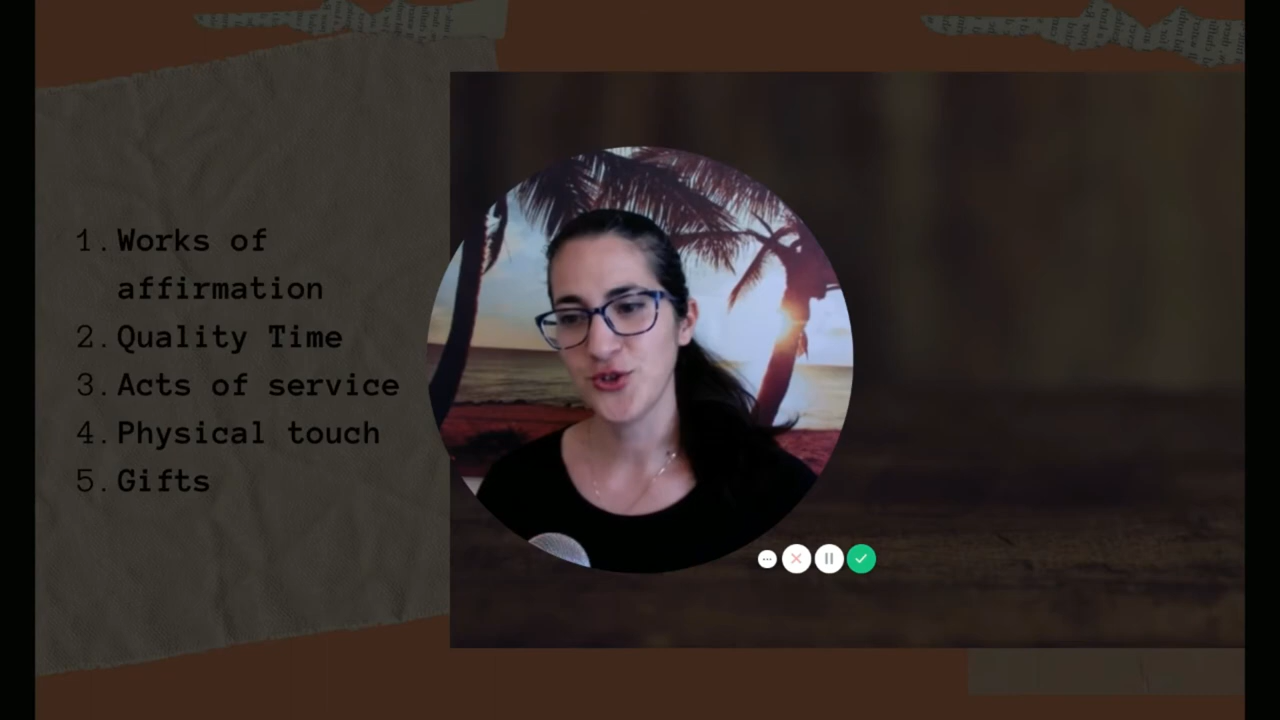 1. Works of
affirmation
2. Quality Time
3. Acts of service
4. Physical touch
5. Gifts